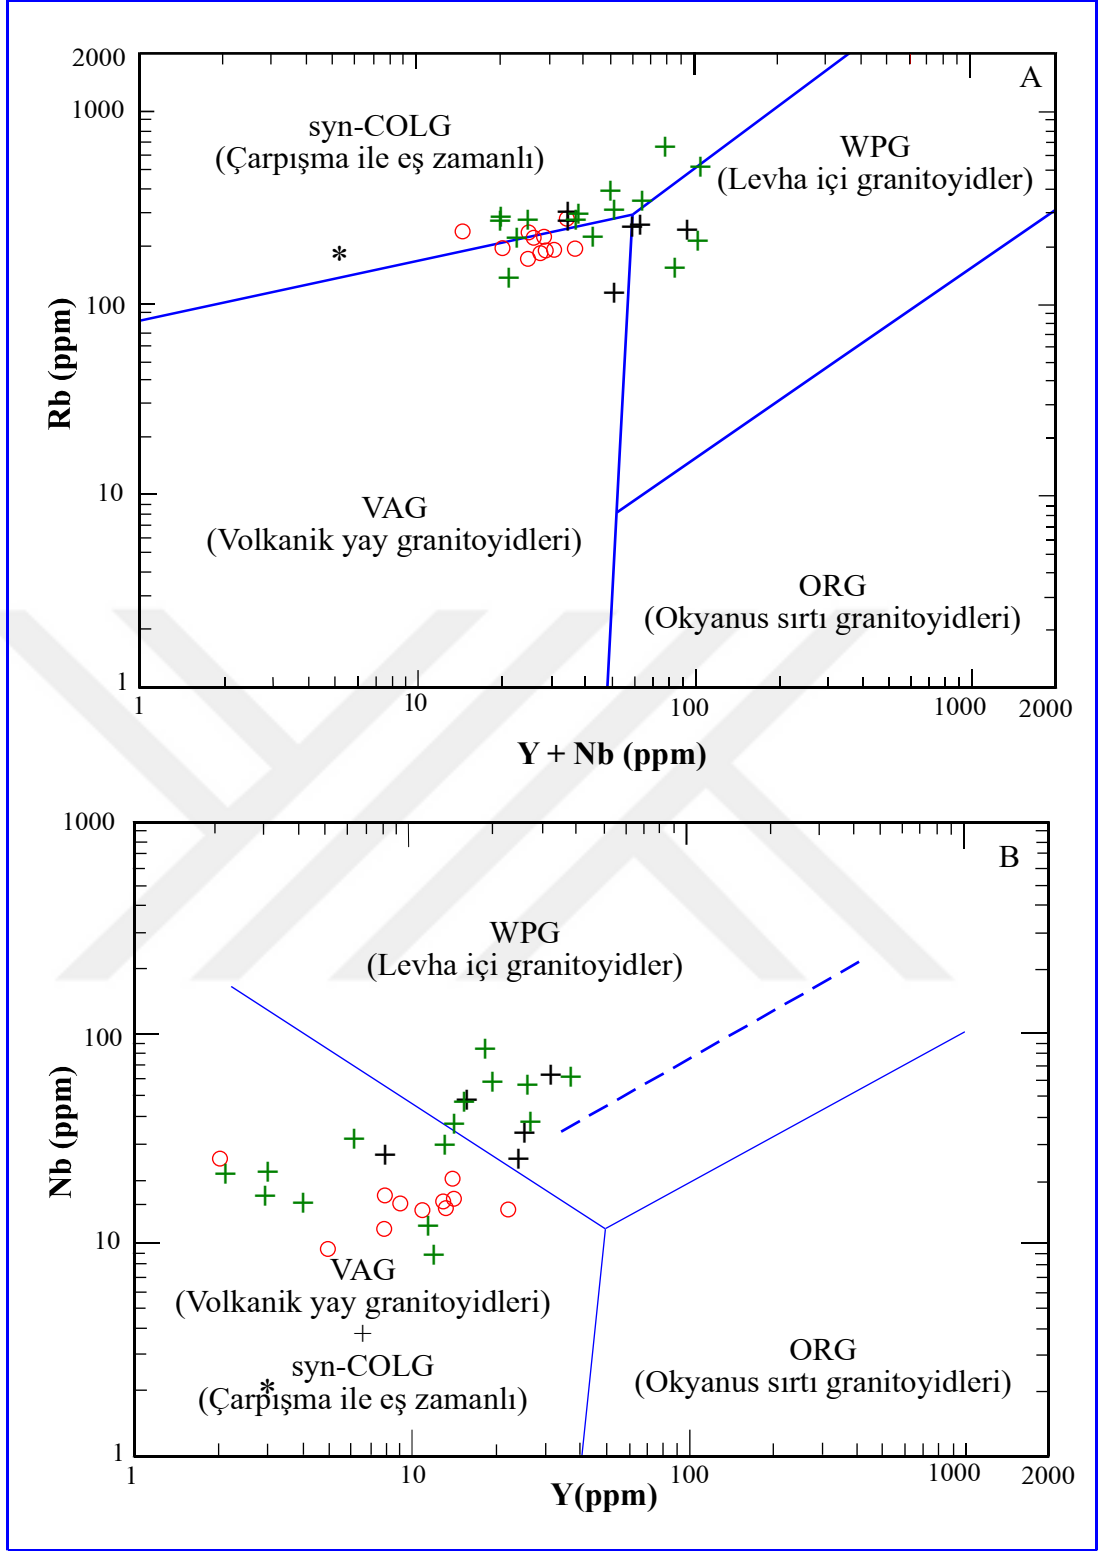 2000
A
1000
syn-COLG
(Çarpışma ile eş zamanlı)
WPG
(Levha içi granitoyidler)
100
Rb (ppm)
10
VAG
(Volkanik yay granitoyidleri)
ORG
(Okyanus sırtı granitoyidleri)
1
1 10 100 1000 2000
Y + Nb (ppm)
1000
B
WPG
(Levha içi granitoyidler)
100
Nb (ppm)
10
VAG
(Volkanik yay granitoyidleri)
+
syn-COLG
(Çarpışma ile eş zamanlı)
ORG
(Okyanus sırtı granitoyidleri)
1
1 10 100 1000 2000
Y(ppm)